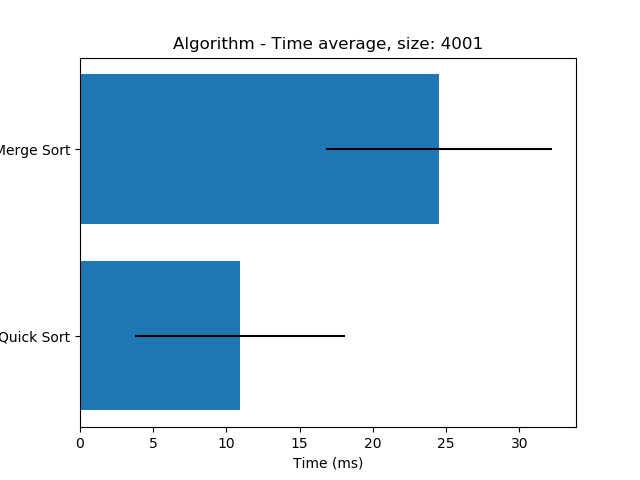 Algorithm - Time average, size: 4001
Merge Sort
Quick Sort
0 5 10 15 20 25 30
Time (ms)